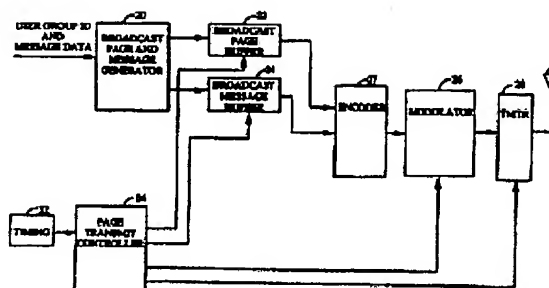 USER GROUP ID
AND
MESSAGE DATA
BROADCAST
PAGE AND
MESSAGE
GENERATOR
BROADCAST
PAGE
BUFFER
BROADCAST
MESSAGE
BUFFER
ENCODER
MODULATOR
TMTR
TIMING
PAGE
TRANSMIT
CONTROLLER